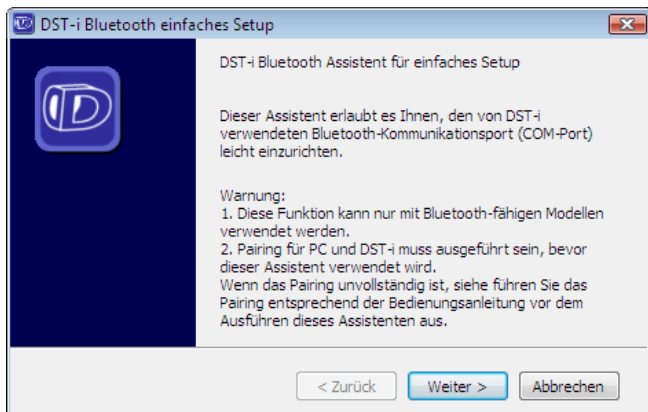 DST-i Bluetooth einfaches Setup
DST-i Bluetooth Assistent für einfaches Setup
Dieser Assistent erlaubt es Ihnen, den von DST-i
verwendeten Bluetooth-Kommunikationsport (COM-Port)
leicht einzurichten.
Warnung:
1. Diese Funktion kann nur mit Bluetooth-fähigen Modellen
verwendet werden.
2. Pairing für PC und DST-i muss ausgeführt sein, bevor
dieser Assistent verwendet wird.
Wenn das Pairing unvollständig ist, siehe führen Sie das
Pairing entsprechend der Bedienungsanleitung vor dem
Ausführen dieses Assistenten aus.
< Zurück Weiter > Abbrechen